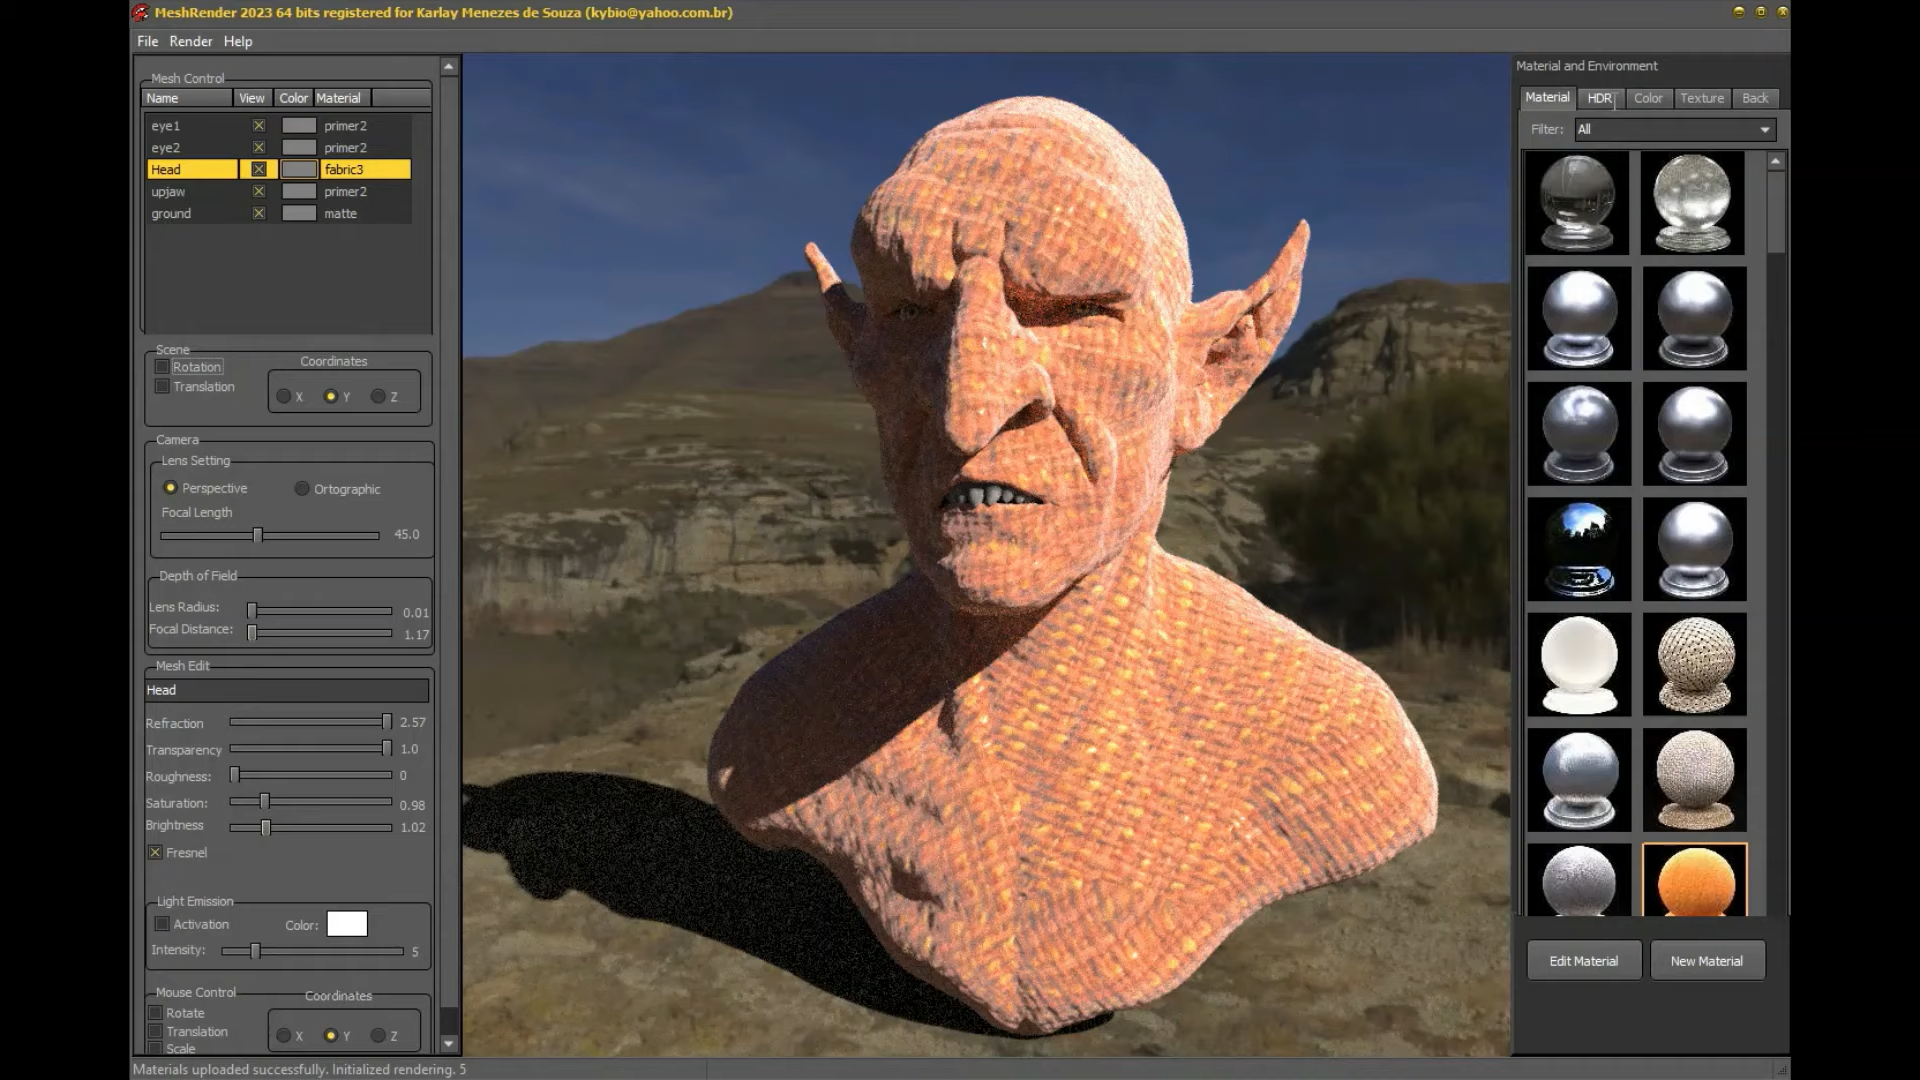 MeshRender 2023 64 bits registered for Karlay Menezes de Souza (kybio@yahoo.com.br)
File Render Help
Mesh Control
Name View Color Material
eye1 primer2
eye2 primer2
Head fabric3
upjaw primer2
ground matte
Scene
Rotation
Translation
Coordinates
X Y Z
Camera
Lens Setting
Perspective Ortographic
Focal Length
45.0
Depth of Field
Lens Radius: 0.01
Focal Distance: 1.17
Mesh Edit
Head
Refraction 2.57
Transparency 1.0
Roughness: 0
Saturation: 0.98
Brightness 1.02
Fresnel
Light Emission
Activation Color:
Intensity: 5
Mouse Control
Rotate
Translation
Scale
Coordinates
X Y Z
Materials uploaded successfully. Initialized rendering. 5
Material and Environment
Material HDR Color Texture Back
Filter: All
Edit Material New Material